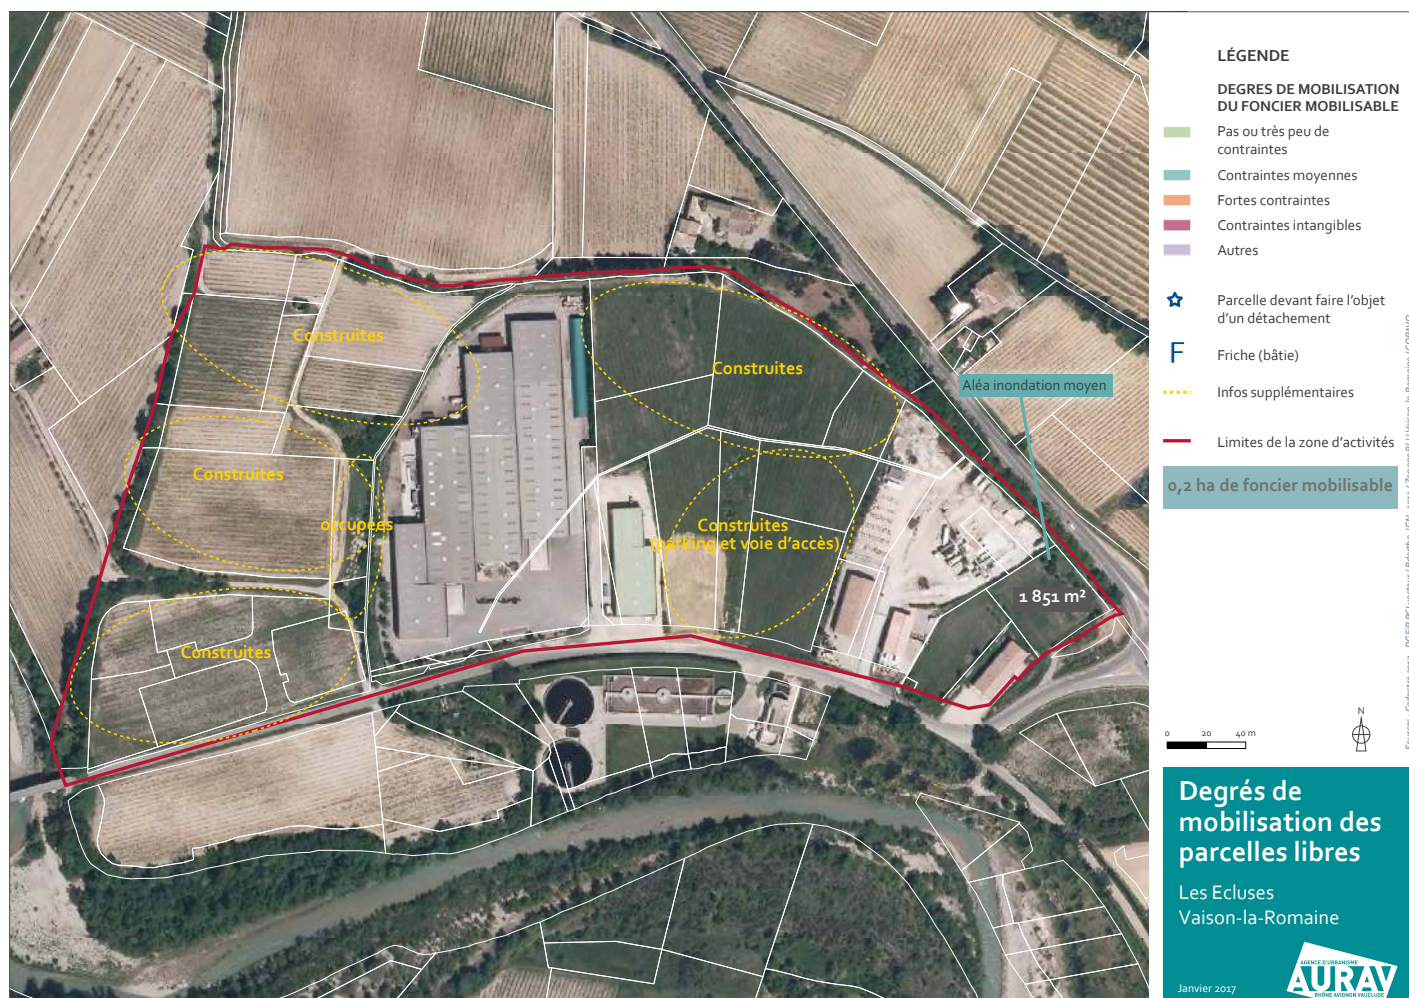 LÉGENDE
DEGRES DE MOBILISATION
DU FONCIER MOBILISABLE
Pas ou très peu de
contraintes
Contraintes moyennes
Fortes contraintes
Contraintes intangibles
Autres
Parcelle devant faire l'objet
d'un détachement
F
Friche (bâtie)
Infos supplémentaires
Limites de la zone d'activités
0,2 ha de foncier mobilisable
Construites
Construites
Aléa inondation moyen
Construites
occupées
Construites
(parking et voie d'accès)
1 851 m²
Construites
N
0 20 40 m
Degrés de
mobilisation des
parcelles libres
Les Ecluses
Vaison-la-Romaine
Janvier 2017
AGENCE D'URBANISME
AURAV
RHÔNE AVIGNON VAUCLUSE